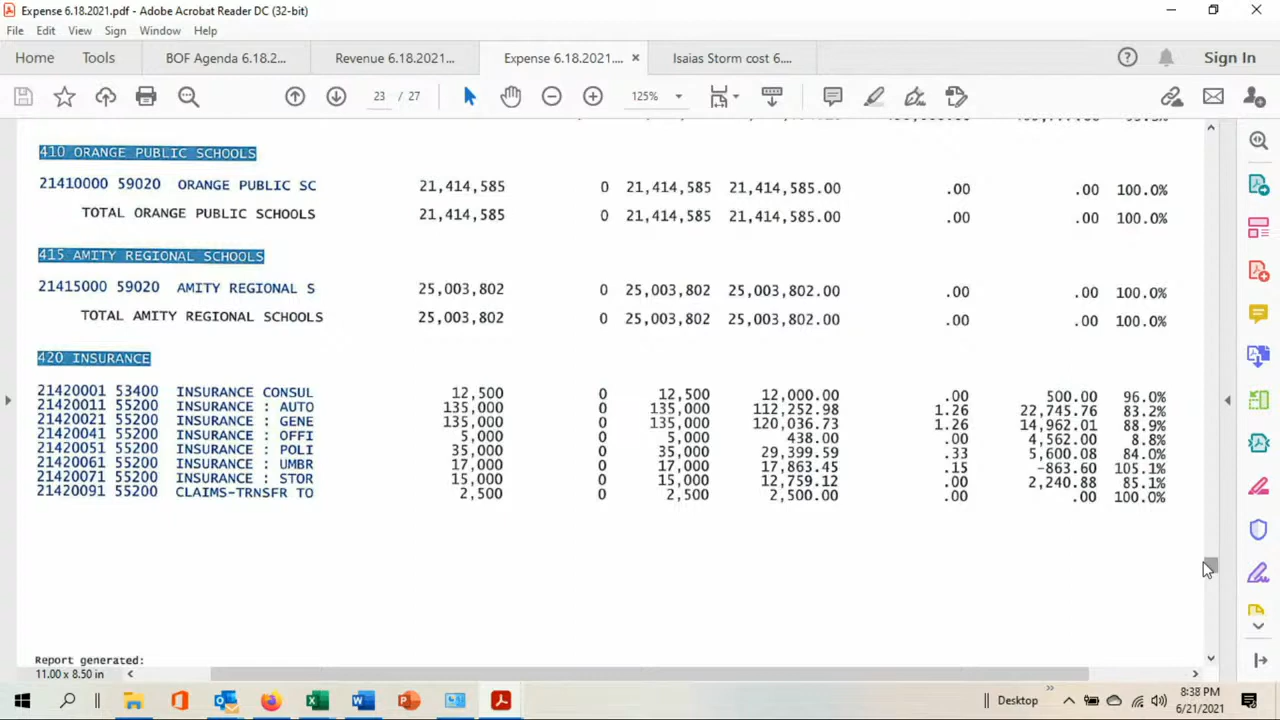 Expense 6.18.2021.pdf - Adobe Acrobat Reader DC (32-bit)
File Edit View Sign Window Help
Home Tools BOF Agenda 6.18.2... Revenue 6.18.2021... Expense 6.18.2021.... × Isaias Storm cost 6.... Sign In
23 / 27 125%
410 ORANGE PUBLIC SCHOOLS
21410000 59020 ORANGE PUBLIC SC 21,414,585 0 21,414,585 21,414,585.00 .00 .00 100.0%
TOTAL ORANGE PUBLIC SCHOOLS 21,414,585 0 21,414,585 21,414,585.00 .00 .00 100.0%
415 AMITY REGIONAL SCHOOLS
21415000 59020 AMITY REGIONAL S 25,003,802 0 25,003,802 25,003,802.00 .00 .00 100.0%
TOTAL AMITY REGIONAL SCHOOLS 25,003,802 0 25,003,802 25,003,802.00 .00 .00 100.0%
420 INSURANCE
21420001 53400 INSURANCE CONSUL 12,500 0 12,500 12,000.00 .00 500.00 96.0%
21420011 55200 INSURANCE : AUTO 135,000 0 135,000 112,252.98 1.26 22,745.76 83.2%
21420021 55200 INSURANCE : GENE 135,000 0 135,000 120,036.73 1.26 14,962.01 88.9%
21420041 55200 INSURANCE : OFFI 5,000 0 5,000 438.00 .00 4,562.00 8.8%
21420051 55200 INSURANCE : POLI 35,000 0 35,000 29,399.59 .33 5,600.08 84.0%
21420061 55200 INSURANCE : UMBR 17,000 0 17,000 17,863.45 .15 -863.60 105.1%
21420071 55200 INSURANCE : STOR 15,000 0 15,000 12,759.12 .00 2,240.88 85.1%
21420091 55200 CLAIMS-TRNSFR TO 2,500 0 2,500 2,500.00 .00 .00 100.0%
Report generated:
11.00 x 8.50 in
Desktop
8:38 PM
6/21/2021